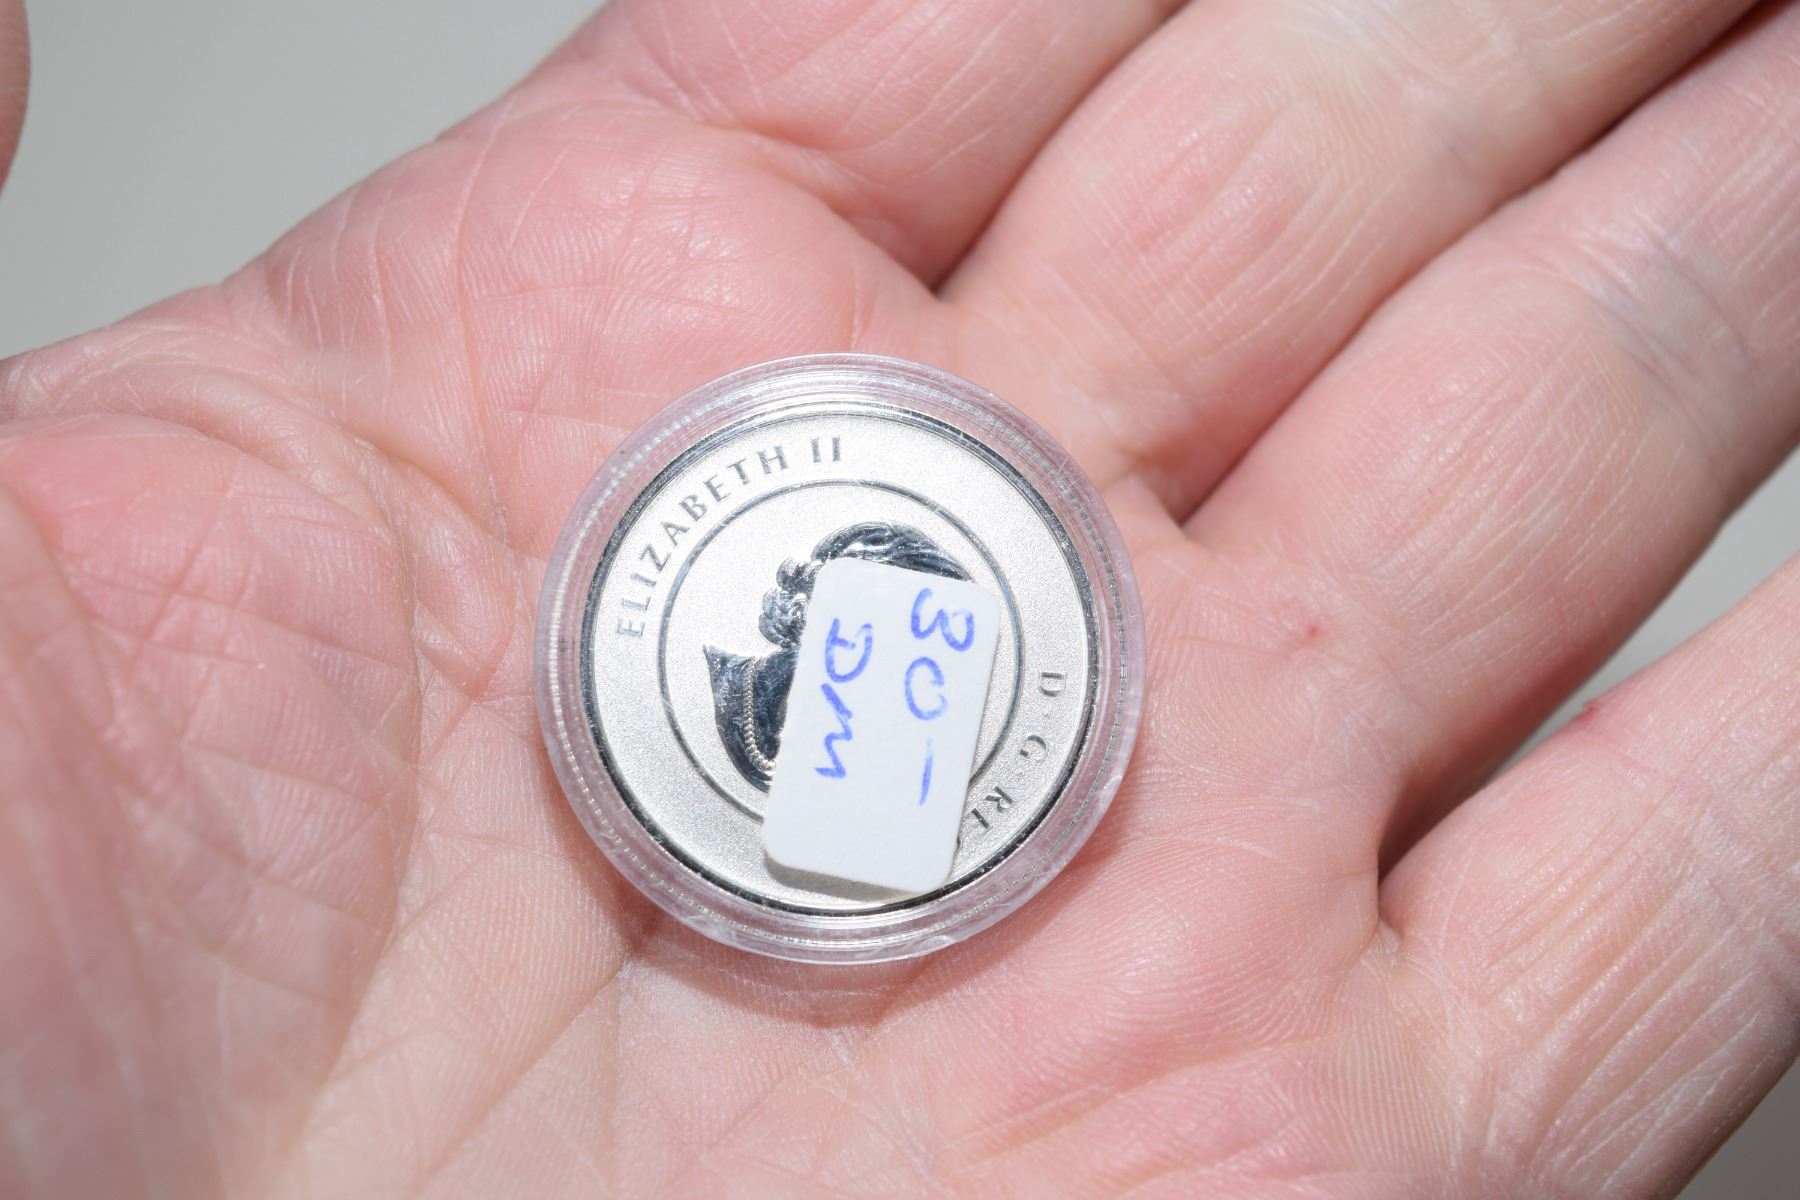 ELIZABETH II
D·G·RE
30-
Dm